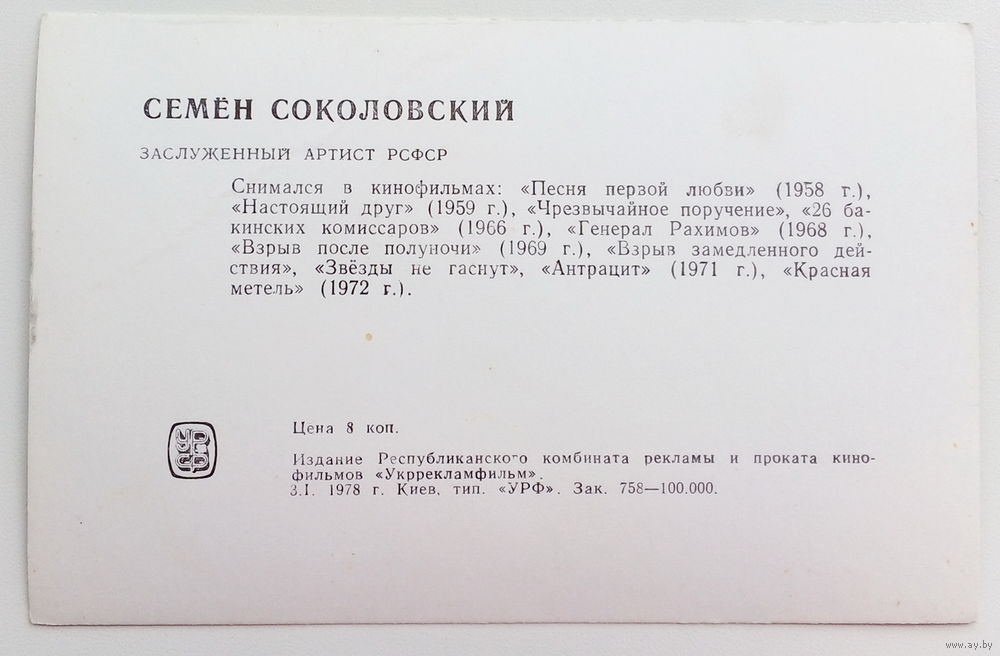 СЕМЁН СОКОЛОВСКИЙ
ЗАСЛУЖЕННЫЙ АРТИСТ РСФСР
Снимался в кинофильмах: «Песня первой любви» (1958 г.),
«Настоящий друг» (1959 г.), «Чрезвычайное поручение», «26 ба-
кинских комиссаров» (1966 г.), «Генерал Рахимов» (1968 г.),
«Взрыв после полуночи» (1969 г.), «Взрыв замедленного дей-
ствия», «Звёзды не гаснут», «Антрацит» (1971 г.), «Красная
метель» (1972 г.).
Цена 8 коп.
Издание Республиканского комбината рекламы и проката кино-
фильмов «Укррекламфильм».
3.I. 1978 г. Киев, тип. «УРФ». Зак. 758—100.000.
www.ay.by